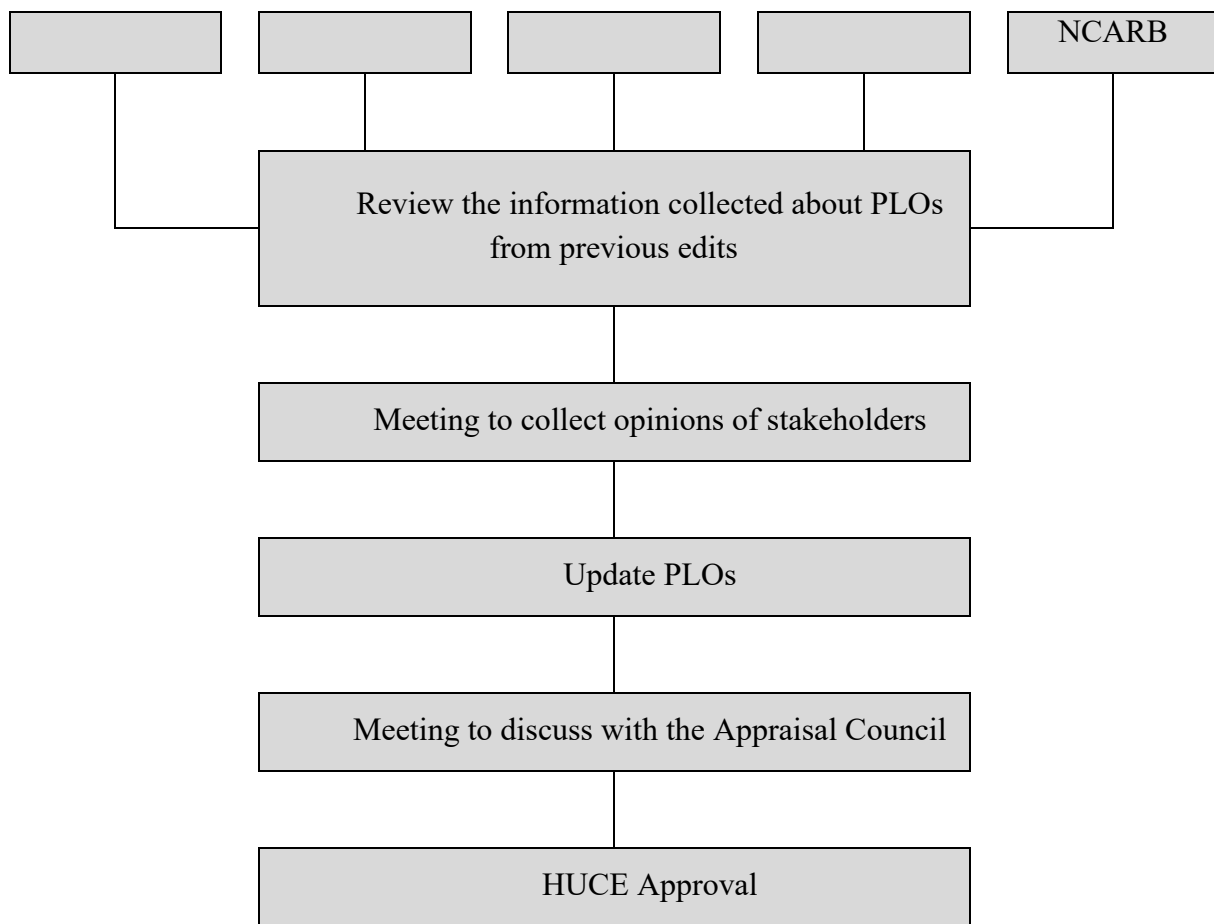 NCARB
Review the information collected about PLOs
from previous edits
Meeting to collect opinions of stakeholders
Update PLOs
Meeting to discuss with the Appraisal Council
HUCE Approval